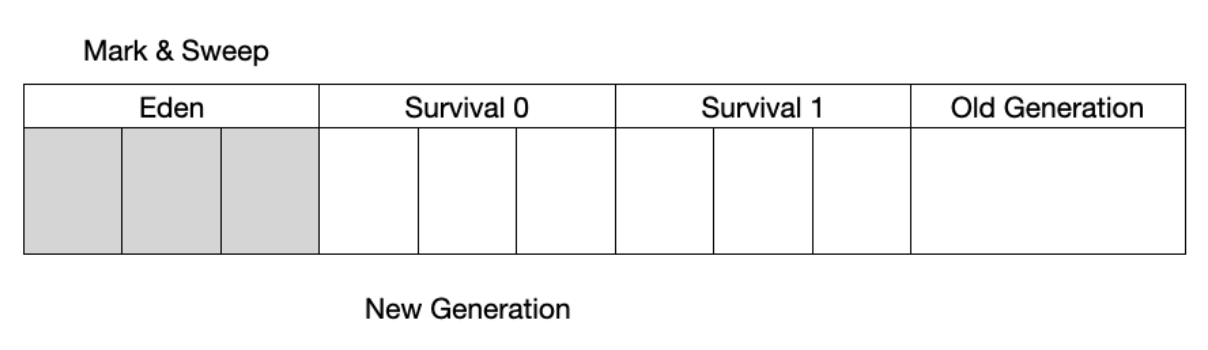 Mark & Sweep
Eden Survival 0 Survival 1 Old Generation
New Generation